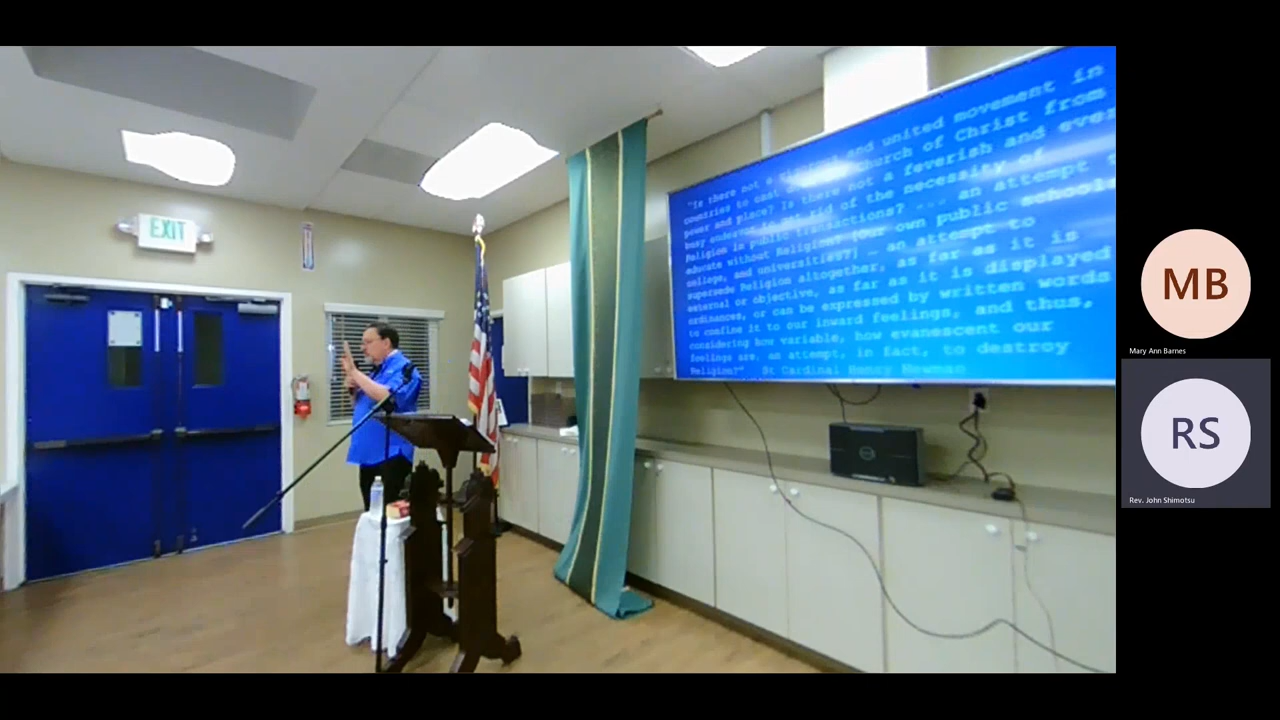 EXIT
"Is there not a and united movement in
countries to cast Church of Christ from
power and place? Is there not a feverish and ever
busy endeavor to get rid of the necessity of
Religion in public transactions? --- an attempt t
educate without Religion? [Our own public schools
college, and universities?] — an attempt to
supersede Religion altogether, as far as it is
external or objective, as far as it is displayed
ordinances, or can be expressed by written words
to confine it to our inward feelings, and thus,
considering how variable, how evanescent our
feelings are, an attempt, in fact, to destroy
Religion?" St Cardinal Henry Newman
MB
Mary Ann Barnes
RS
Rev. John Shimotsu